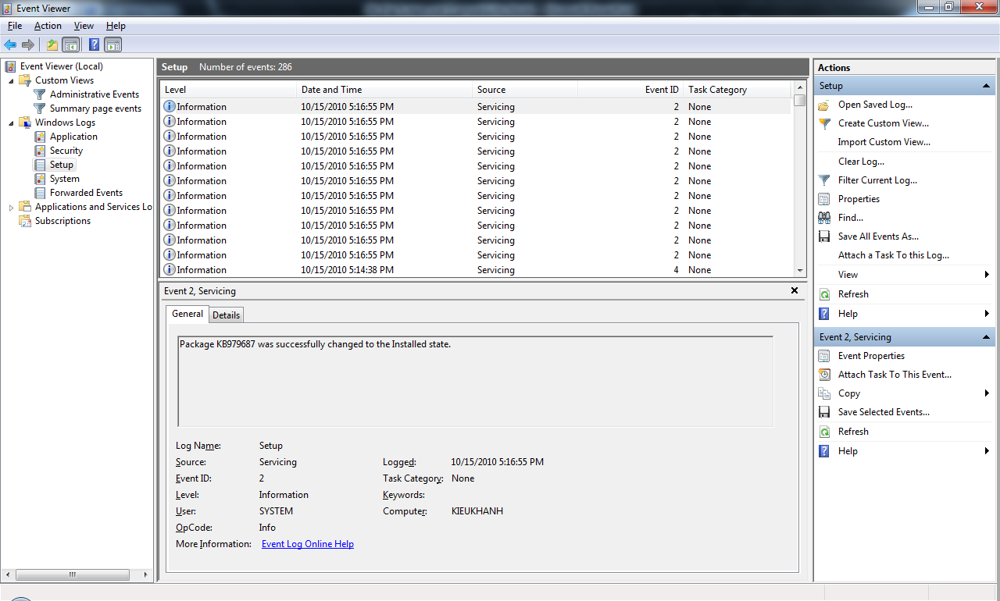 Event Viewer
File Action View Help
Event Viewer (Local)
Custom Views
Administrative Events
Summary page events
Windows Logs
Application
Security
Setup
System
Forwarded Events
Applications and Services Lo
Subscriptions
Setup Number of events: 286
Level Date and Time Source Event ID Task Category
Information 10/15/2010 5:16:55 PM Servicing 2 None
Information 10/15/2010 5:16:55 PM Servicing 2 None
Information 10/15/2010 5:16:55 PM Servicing 2 None
Information 10/15/2010 5:16:55 PM Servicing 2 None
Information 10/15/2010 5:16:55 PM Servicing 2 None
Information 10/15/2010 5:16:55 PM Servicing 2 None
Information 10/15/2010 5:16:55 PM Servicing 2 None
Information 10/15/2010 5:16:55 PM Servicing 2 None
Information 10/15/2010 5:16:55 PM Servicing 2 None
Information 10/15/2010 5:16:55 PM Servicing 2 None
Information 10/15/2010 5:16:55 PM Servicing 2 None
Information 10/15/2010 5:14:38 PM Servicing 4 None
Event 2, Servicing
General Details
Package KB979687 was successfully changed to the Installed state.
Log Name: Setup
Source: Servicing Logged: 10/15/2010 5:16:55 PM
Event ID: 2 Task Category: None
Level: Information Keywords:
User: SYSTEM Computer: KIEUKHANH
OpCode: Info
More Information: Event Log Online Help
Actions
Setup
Open Saved Log...
Create Custom View...
Import Custom View...
Clear Log...
Filter Current Log...
Properties
Find...
Save All Events As...
Attach a Task To this Log...
View
Refresh
Help
Event 2, Servicing
Event Properties
Attach Task To This Event...
Copy
Save Selected Events...
Refresh
Help